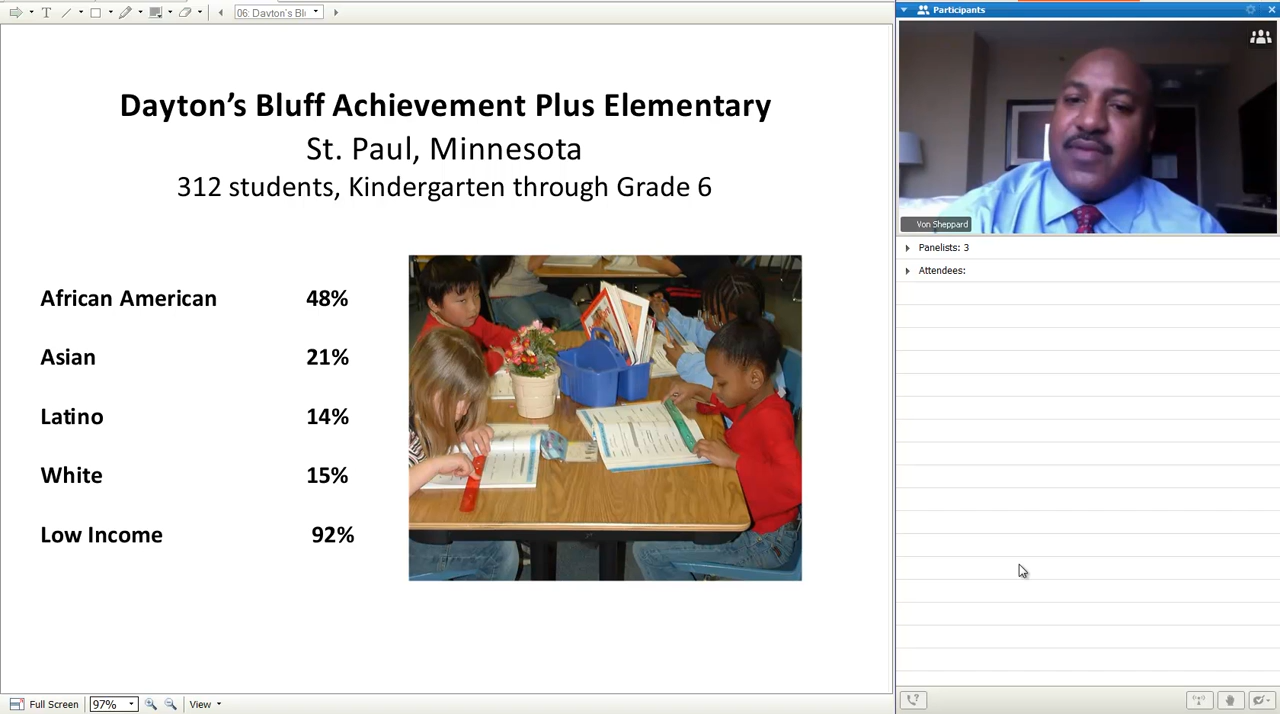 06: Dayton's Bl
Participants
Dayton's Bluff Achievement Plus Elementary
St. Paul, Minnesota
312 students, Kindergarten through Grade 6
African American 48%
Asian 21%
Latino 14%
White 15%
Low Income 92%
Von Sheppard
Panelists: 3
Attendees:
Full Screen 97% View